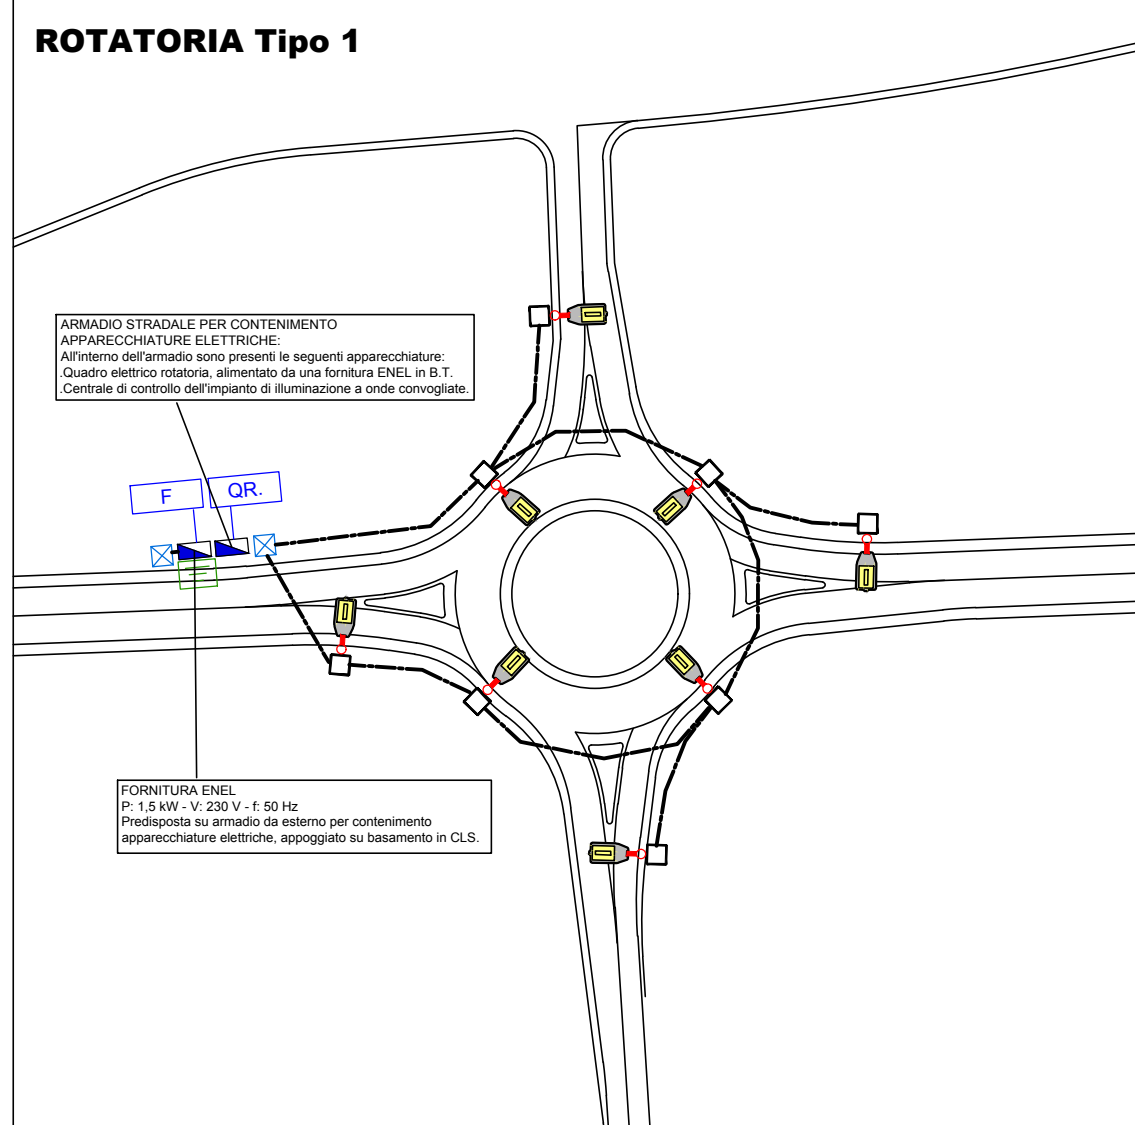 ROTATORIA Tipo 1
ARMADIO STRADALE PER CONTENIMENTO
APPARECCHIATURE ELETTRICHE:
All'interno dell'armadio sono presenti le seguenti apparecchiature:
.Quadro elettrico rotatoria, alimentato da una fornitura ENEL in B.T.
.Centrale di controllo dell'impianto di illuminazione a onde convogliate.
F
QR.
FORNITURA ENEL
P: 1,5 kW - V: 230 V - f: 50 Hz
Predisposta su armadio da esterno per contenimento
apparecchiature elettriche, appoggiato su basamento in CLS.